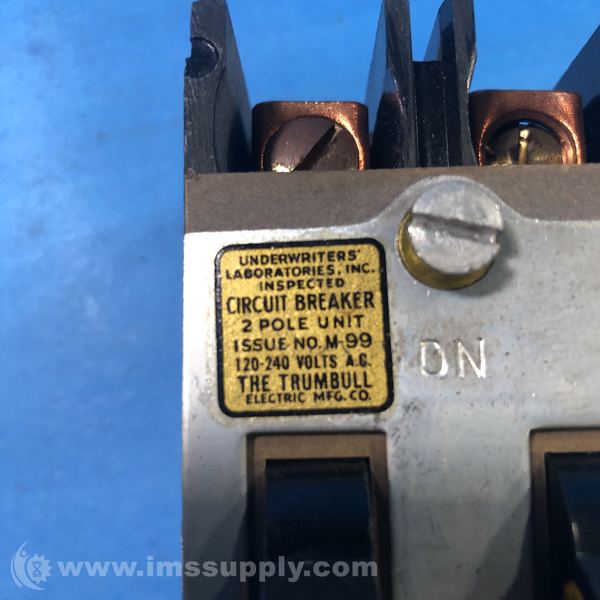 UNDERWRITERS'
LABORATORIES, INC.
INSPECTED
CIRCUIT BREAKER
2 POLE UNIT
ISSUE NO. M-99
120-240 VOLTS A.C.
THE TRUMBULL
ELECTRIC MFG. CO.
ON
www.imssupply.com